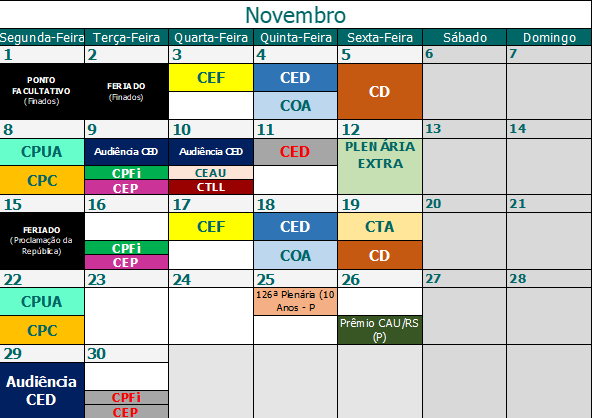 Novembro
Segunda-Feira Terça-Feira Quarta-Feira Quinta-Feira Sexta-Feira Sábado Domingo
1 2 3 4 5 6 7
PONTO FACULTATIVO (Finados)
FERIADO (Finados)
CEF
CED
COA
CD
8 9 10 11 12 13 14
CPUA
CPC
Audiência CED
CPFi
CEP
Audiência CED
CEAU
CTLL
CED
PLENÁRIA EXTRA
15 16 17 18 19 20 21
FERIADO (Proclamação da República)
CPFi
CEP
CEF
CED
COA
CTA
CD
22 23 24 25 26 27 28
CPUA
CPC
126ª Plenária (10 Anos - P
Prêmio CAU/RS (P)
29 30
Audiência CED
CPFi
CEP